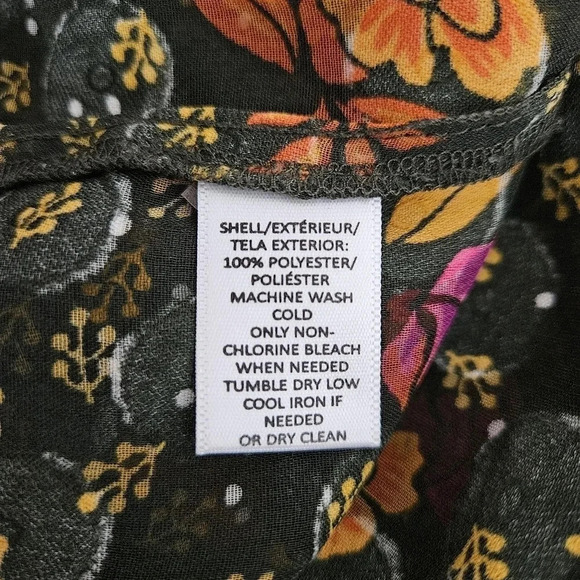 SHELL/EXTÉRIEUR/
TELA EXTERIOR:
100% POLYESTER/
POLIÉSTER
MACHINE WASH
COLD
ONLY NON-
CHLORINE BLEACH
WHEN NEEDED
TUMBLE DRY LOW
COOL IRON IF
NEEDED
OR DRY CLEAN